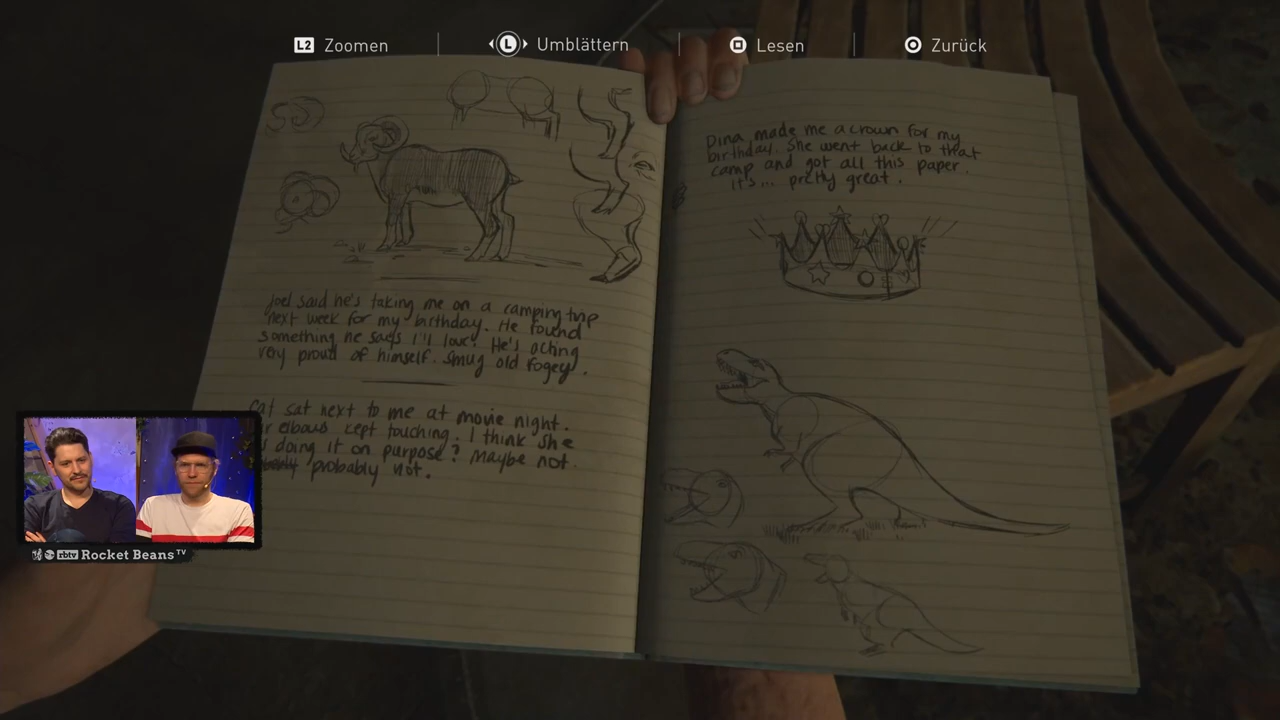 L2 Zoomen
L Umblättern
Lesen
Zurück
Joel said he's taking me on a camping trip
next week for my birthday. He found
something he says I'll love. He's acting
very proud of himself. Smug old fogey.
Cat sat next to me at movie night.
elbows kept touching. I think she
doing it on purpose? Maybe not.
probably not.
Dina made me a crown for my
birthday. She went back to that
camp and got all this paper.
It's... pretty great.
rbtv Rocket Beans TV